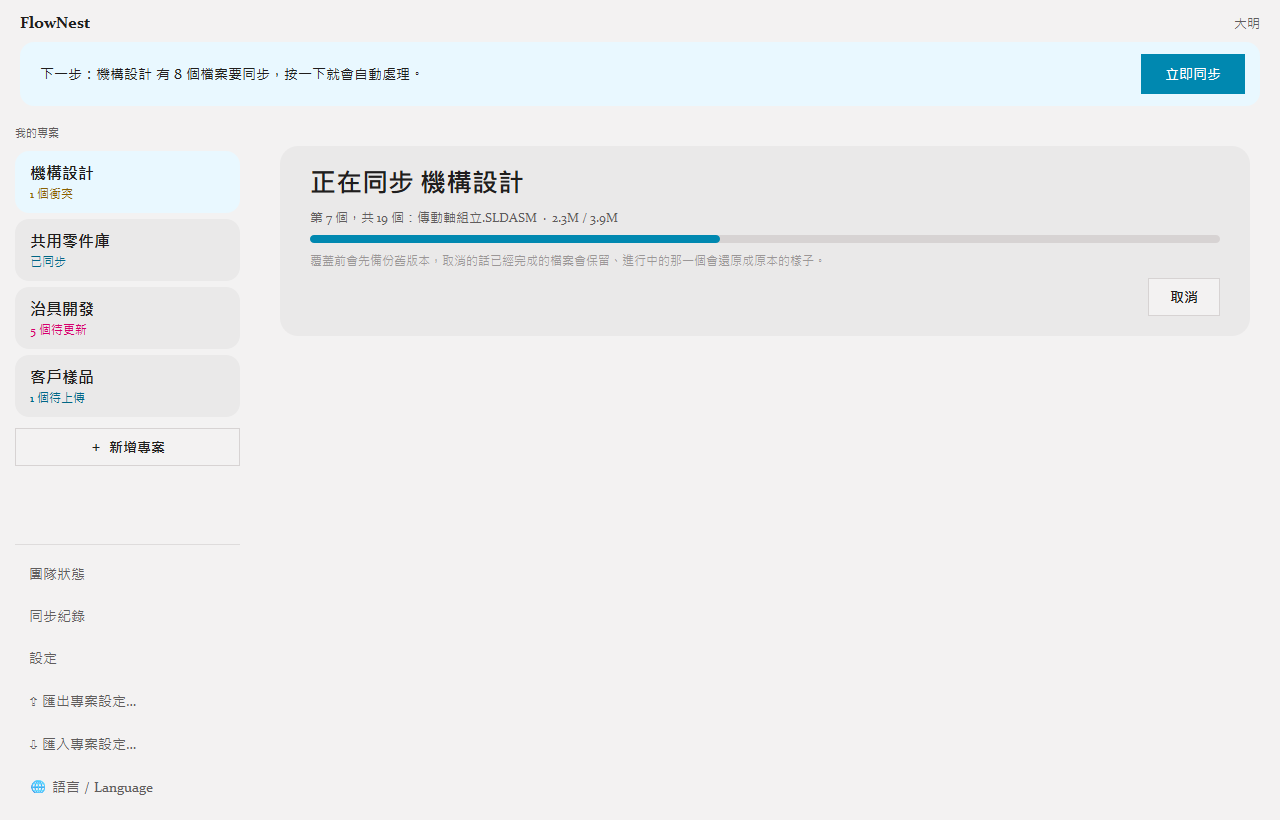 FlowNest
大明
下一步：機構設計 有 8 個檔案要同步，按一下就會自動處理。
立即同步
我的專案
機構設計
1 個衝突
共用零件庫
已同步
治具開發
5 個待更新
客戶樣品
1 個待上傳
+ 新增專案
正在同步 機構設計
第 7 個，共 19 個：傳動軸組立.SLDASM · 2.3M / 3.9M
覆蓋前會先備份舊版本，取消的話已經完成的檔案會保留、進行中的那一個會還原成原本的樣子。
取消
團隊狀態
同步紀錄
設定
⇧ 匯出專案設定...
⇩ 匯入專案設定...
🌐 語言 / Language